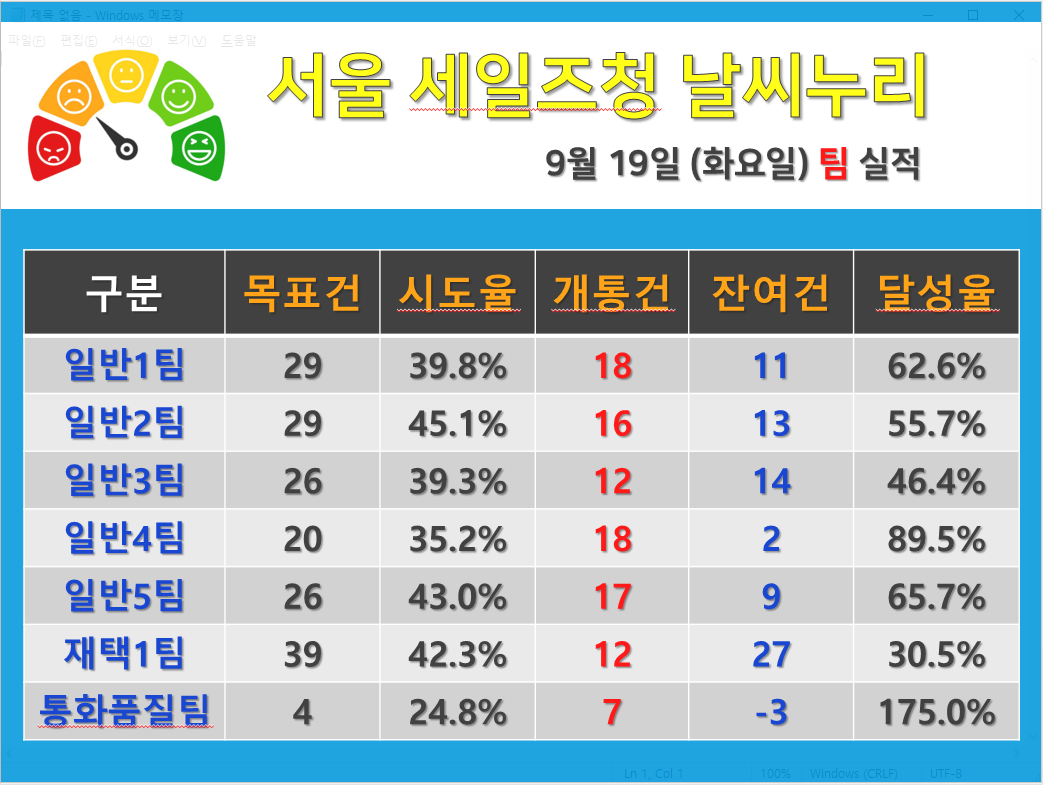 제목 없음 - Windows 메모장
파일(F) 편집(E) 서식(O) 보기(V) 도움말
서울 세일즈청 날씨누리
9월 19일 (화요일) 팀 실적
구분 목표건 시도율 개통건 잔여건 달성율
일반1팀 29 39.8% 18 11 62.6%
일반2팀 29 45.1% 16 13 55.7%
일반3팀 26 39.3% 12 14 46.4%
일반4팀 20 35.2% 18 2 89.5%
일반5팀 26 43.0% 17 9 65.7%
재택1팀 39 42.3% 12 27 30.5%
통화품질팀 4 24.8% 7 -3 175.0%
Ln 1, Col 1 100% Windows (CRLF) UTF-8